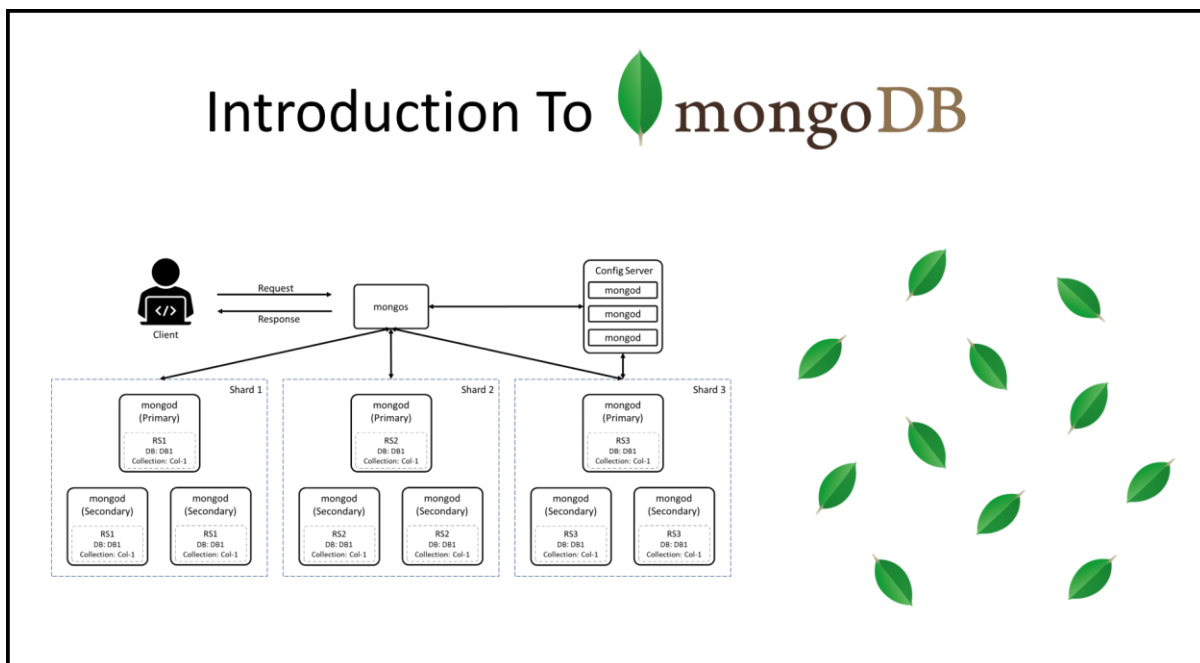 Introduction To mongoDB
Client
Request
Response
mongos
Config Server
mongod
mongod
mongod
Shard 1
mongod
(Primary)
RS1
DB: DB1
Collection: Col-1
mongod
(Secondary)
RS1
DB: DB1
Collection: Col-1
mongod
(Secondary)
RS1
DB: DB1
Collection: Col-1
Shard 2
mongod
(Primary)
RS2
DB: DB1
Collection: Col-1
mongod
(Secondary)
RS2
DB: DB1
Collection: Col-1
mongod
(Secondary)
RS2
DB: DB1
Collection: Col-1
Shard 3
mongod
(Primary)
RS3
DB: DB1
Collection: Col-1
mongod
(Secondary)
RS3
DB: DB1
Collection: Col-1
mongod
(Secondary)
RS3
DB: DB1
Collection: Col-1